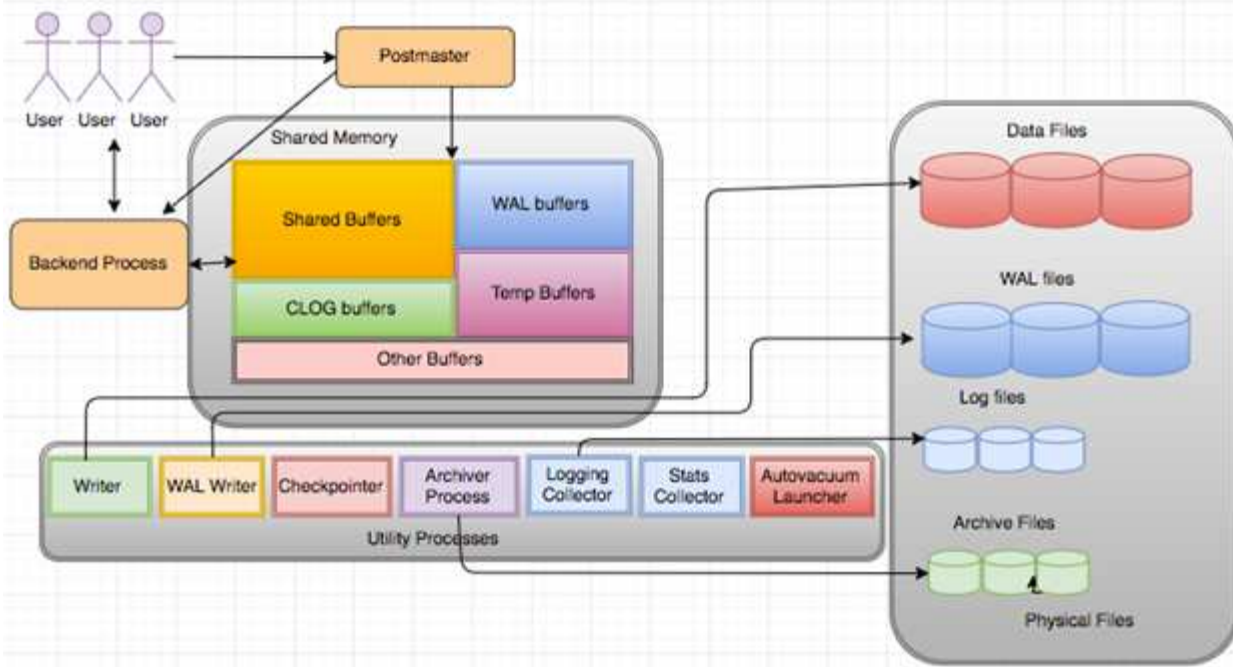 Postmaster
User User User
Shared Memory
Data Files
Shared Buffers
WAL buffers
Backend Process
WAL files
Temp Buffers
CLOG buffers
Other Buffers
Log files
Writer
WAL Writer
Checkpointer
Archiver
Process
Logging
Collector
Stats
Collector
Autovacuum
Launcher
Utility Processes
Archive Files
Physical Files